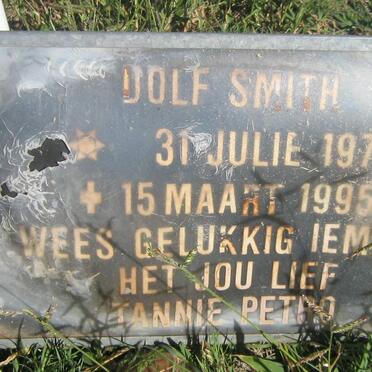 DOLF SMITH
31 JULIE 197
15 MAART 1995
WEES GELUKKIG IEM
HET JOU LIEF
TANNIE PETRO